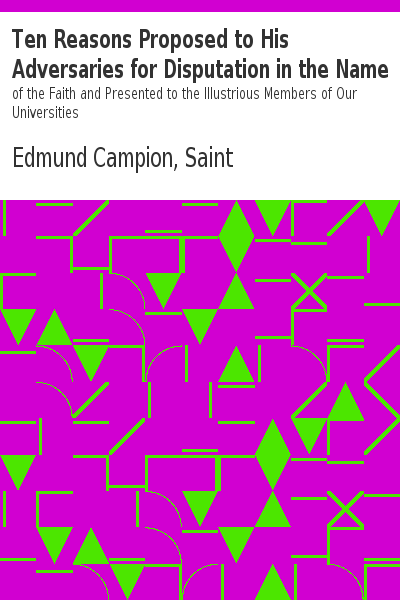 Ten Reasons Proposed to His
Adversaries for Disputation in the Name
of the Faith and Presented to the Illustrious Members of Our
Universities
Edmund Campion, Saint